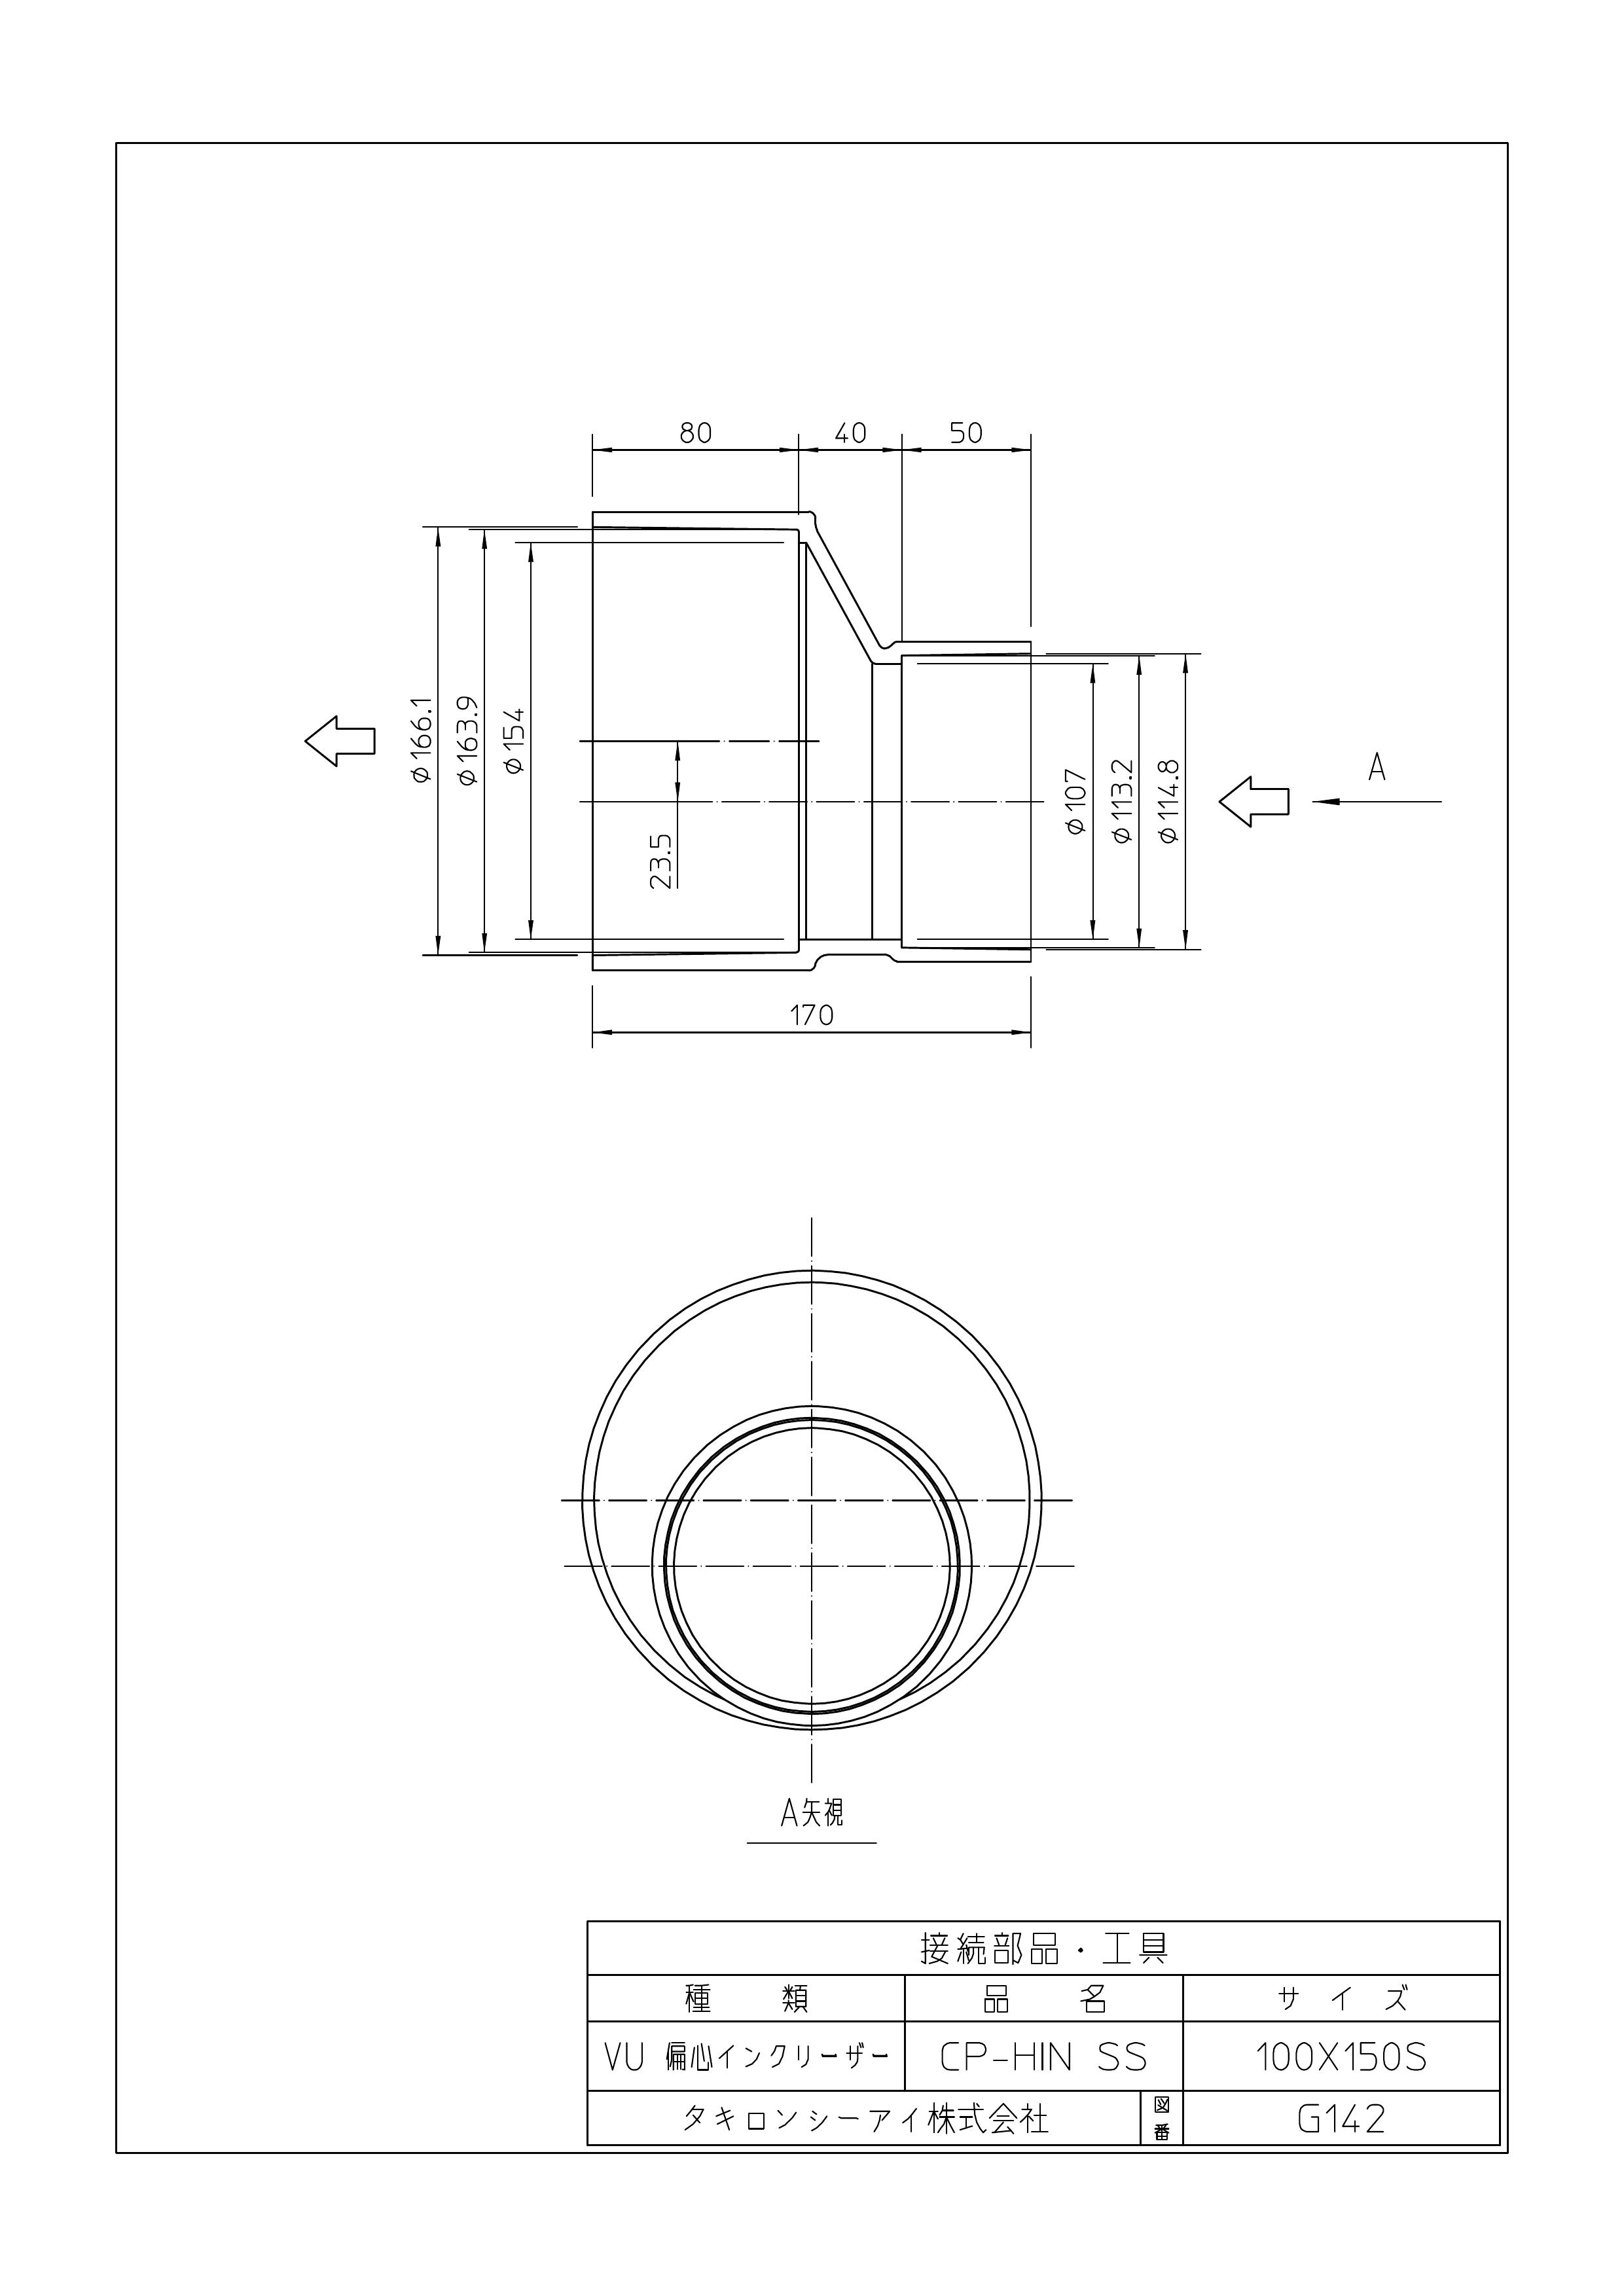 80 40 50
φ166.1
φ163.9
φ154
23.5
φ107
φ113.2
φ114.8
A
170
A矢視
接続部品・工具
種 類 品 名 サ イ ズ
VU 偏心インクリーザー CP-HIN SS 100X150S
タキロンシーアイ株式会社 図番 G142